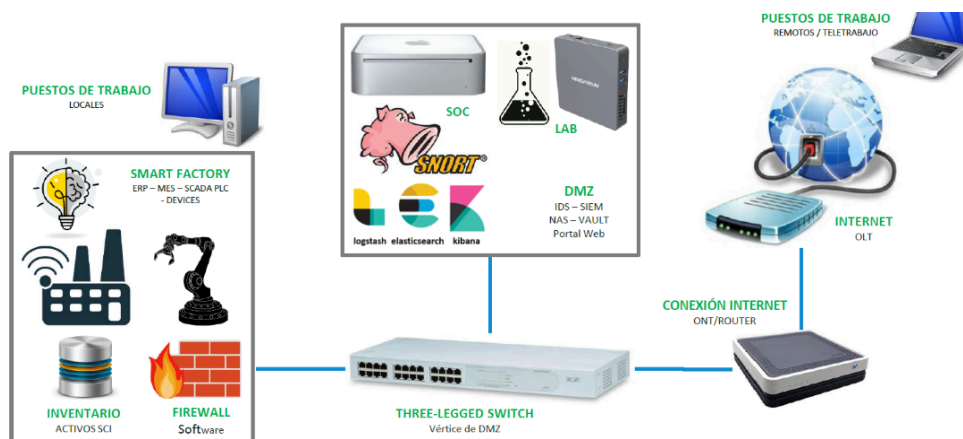 PUESTOS DE TRABAJO
LOCALES
SMART FACTORY
ERP – MES – SCADA PLC
- DEVICES
INVENTARIO
ACTIVOS SCI
FIREWALL
Software
SOC
LAB
SNORT®
logstash elasticsearch kibana
DMZ
IDS – SIEM
NAS – VAULT
Portal Web
THREE-LEGGED SWITCH
Vértice de DMZ
PUESTOS DE TRABAJO
REMOTOS / TELETRABAJO
INTERNET
OLT
CONEXIÓN INTERNET
ONT/ROUTER